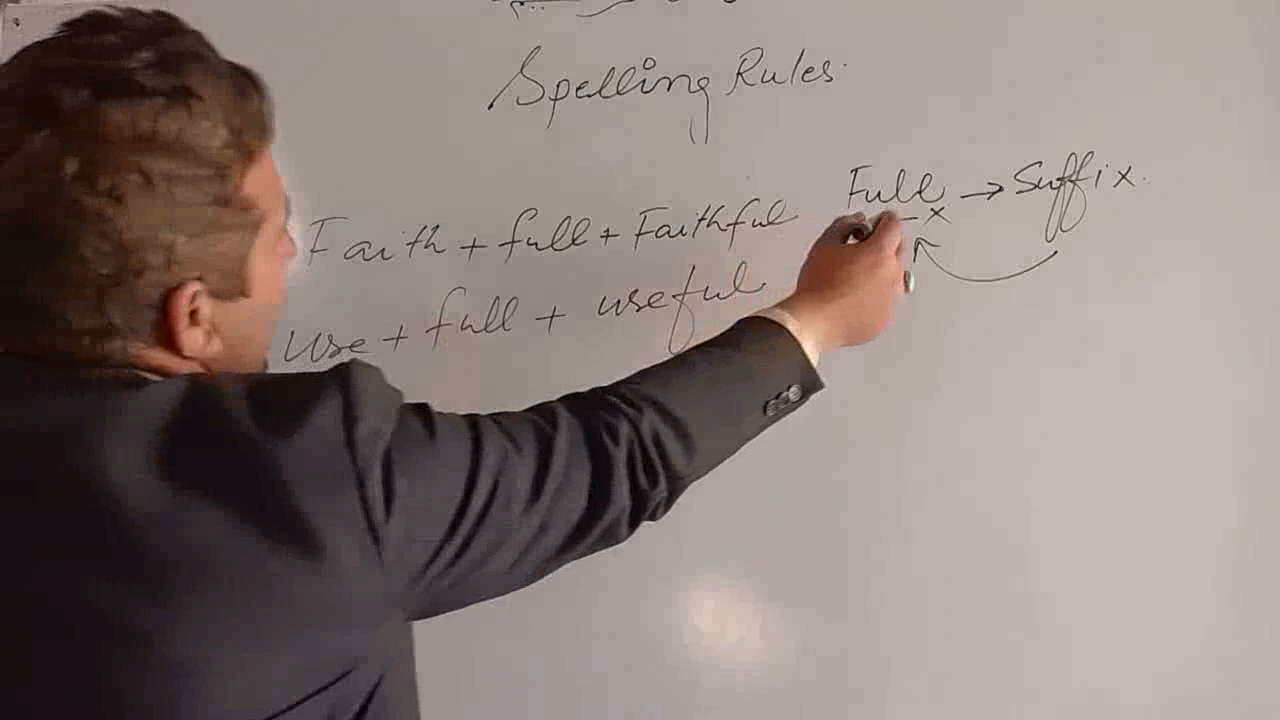 Spelling Rules.
Full → Suffix.
x
Faith + full + Faithful
use + full + useful